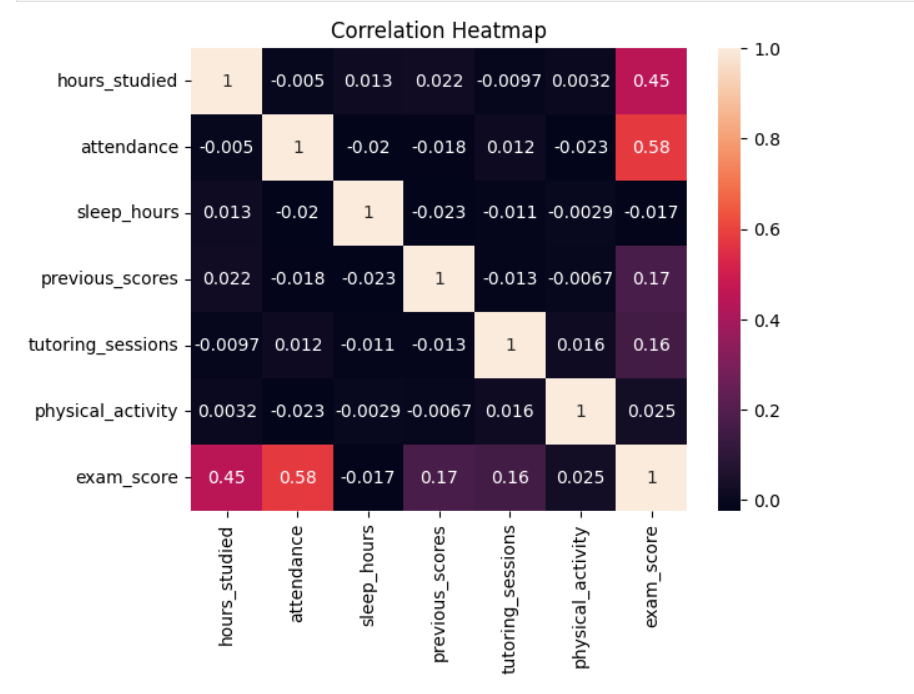 Correlation Heatmap
hours_studied 1 -0.005 0.013 0.022 -0.0097 0.0032 0.45
attendance -0.005 1 -0.02 -0.018 0.012 -0.023 0.58
sleep_hours 0.013 -0.02 1 -0.023 -0.011 -0.0029 -0.017
previous_scores 0.022 -0.018 -0.023 1 -0.013 -0.0067 0.17
tutoring_sessions -0.0097 0.012 -0.011 -0.013 1 0.016 0.16
physical_activity 0.0032 -0.023 -0.0029 -0.0067 0.016 1 0.025
exam_score 0.45 0.58 -0.017 0.17 0.16 0.025 1
hours_studied
attendance
sleep_hours
previous_scores
tutoring_sessions
physical_activity
exam_score
1.0
0.8
0.6
0.4
0.2
0.0